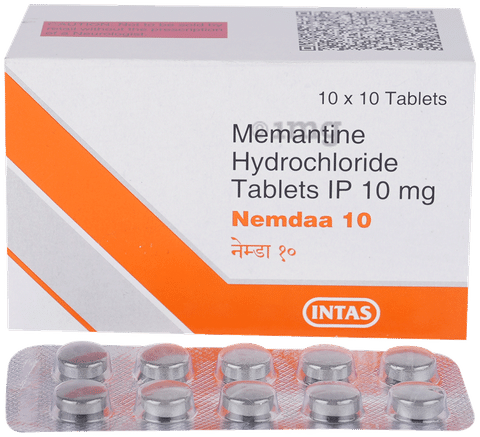 10 x 10 Tablets
Memantine
Hydrochloride
Tablets IP 10 mg
Nemdaa 10
नेम्डा १०
INTAS